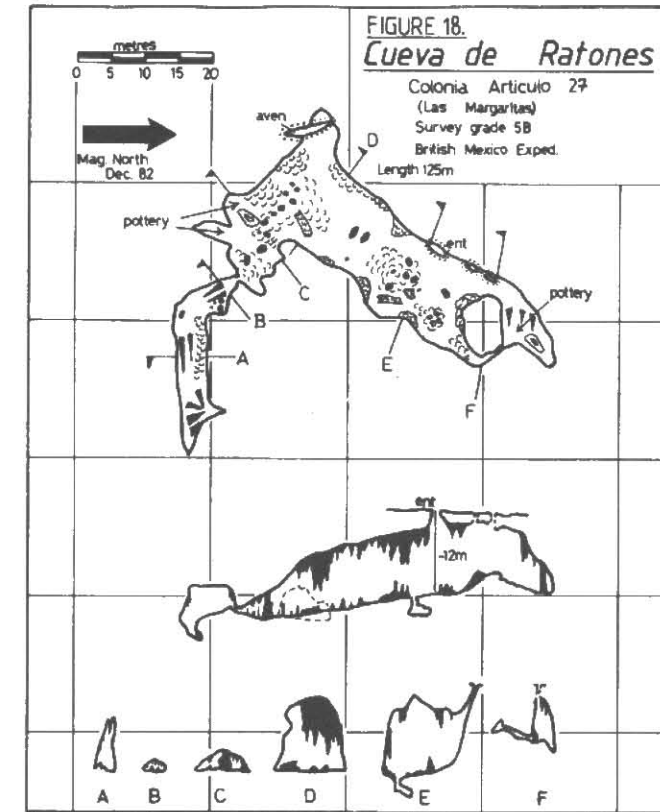 FIGURE 18.
Cueva de Ratones
Colonia Articulo 27
(Las Margaritas)
Survey grade 5B
British Mexico Exped.
Length 125m
metres
0 5 10 15 20
Mag. North
Dec. 82
aven
D
pottery
ent
C
pottery
B
A
E
F
ent
-12m
A B C D E F